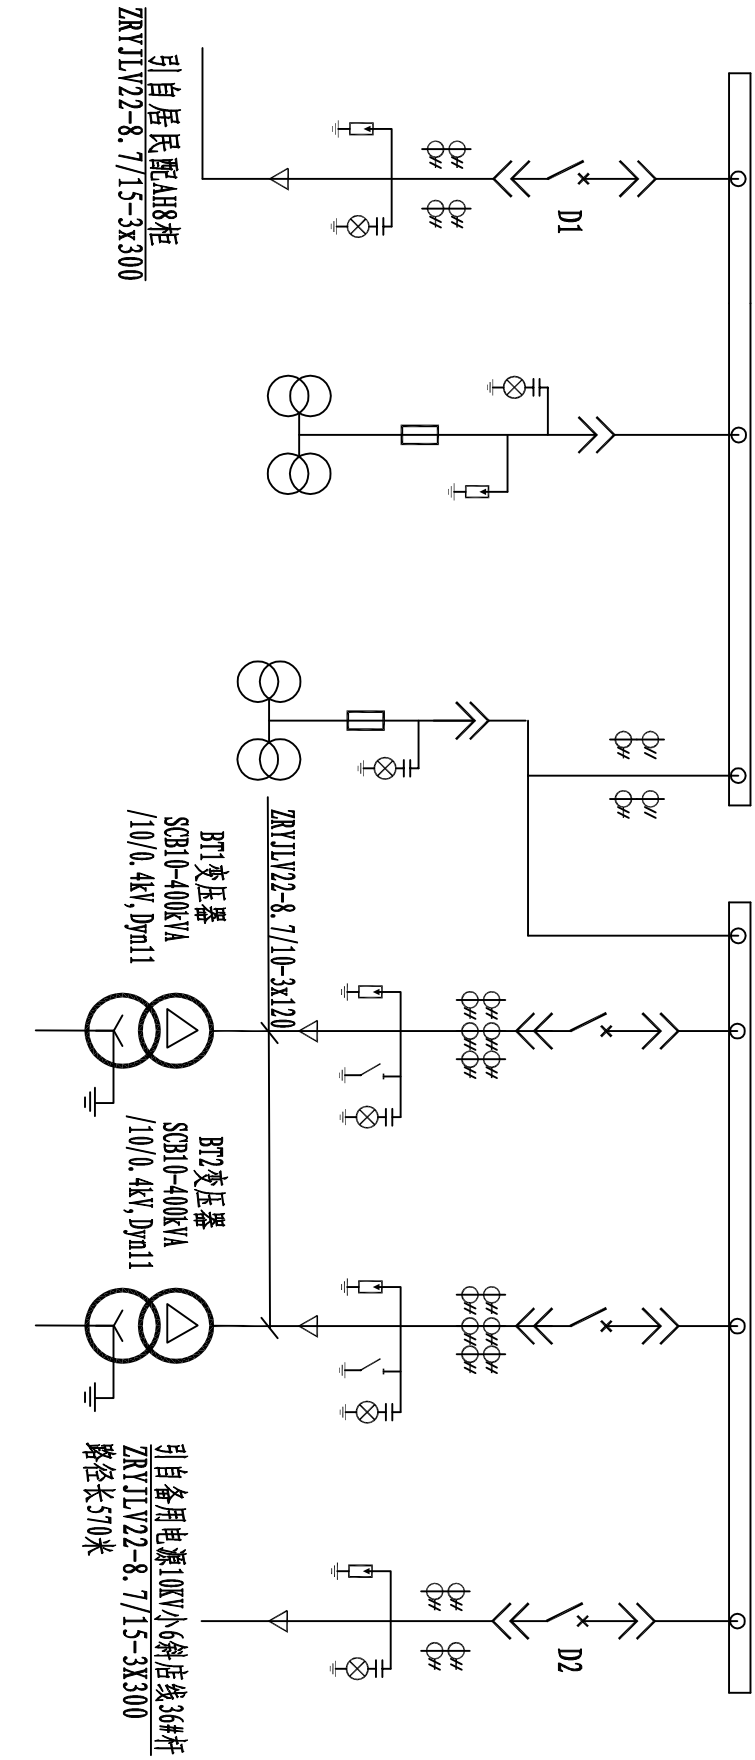 引自居民配AH8柜
ZRYJLV22-8.7/15-3x300
D1
ZRYJLV22-8.7/10-3x120
BT1变压器
SCB10-400kVA
/10/0.4kV,Dyn11
BT2变压器
SCB10-400kVA
/10/0.4kV,Dyn11
D2
引自备用电源10KV小6斜店线36#杆
ZRYJLV22-8.7/15-3X300
路径长570米